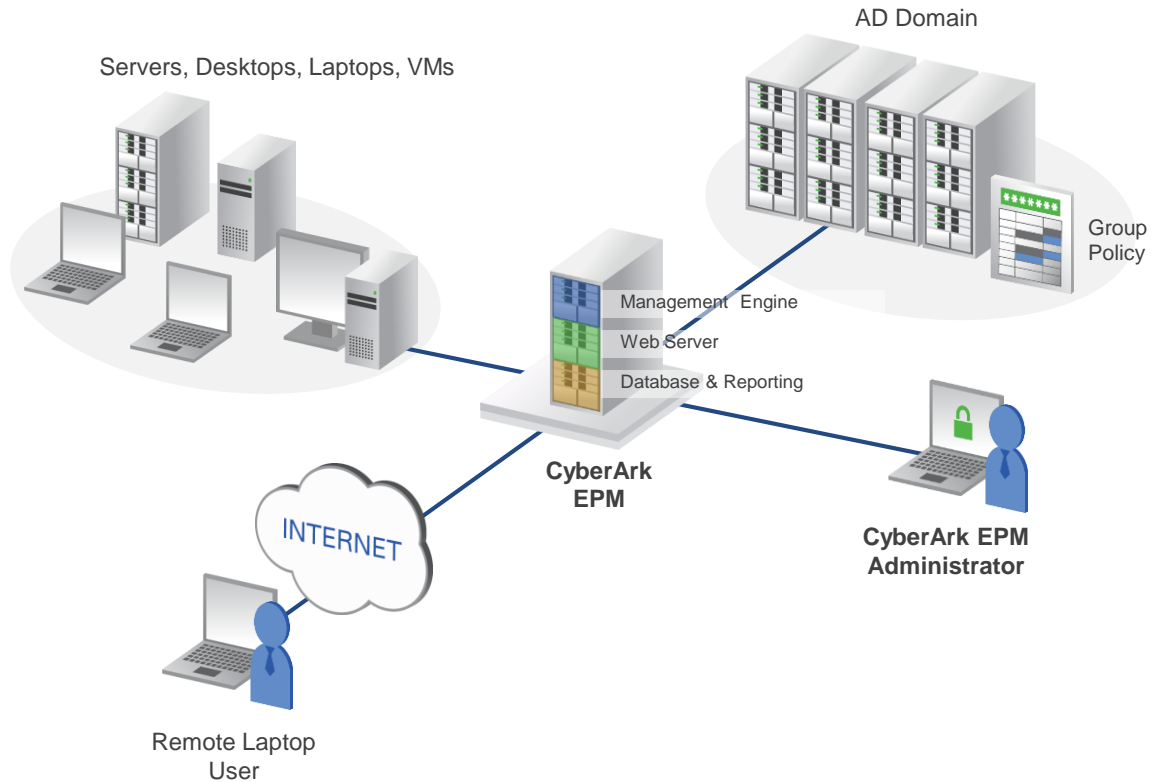 AD Domain
Servers, Desktops, Laptops, VMs
*******
Group
Policy
Management Engine
Web Server
Database & Reporting
CyberArk
EPM
INTERNET
CyberArk EPM
Administrator
Remote Laptop
User